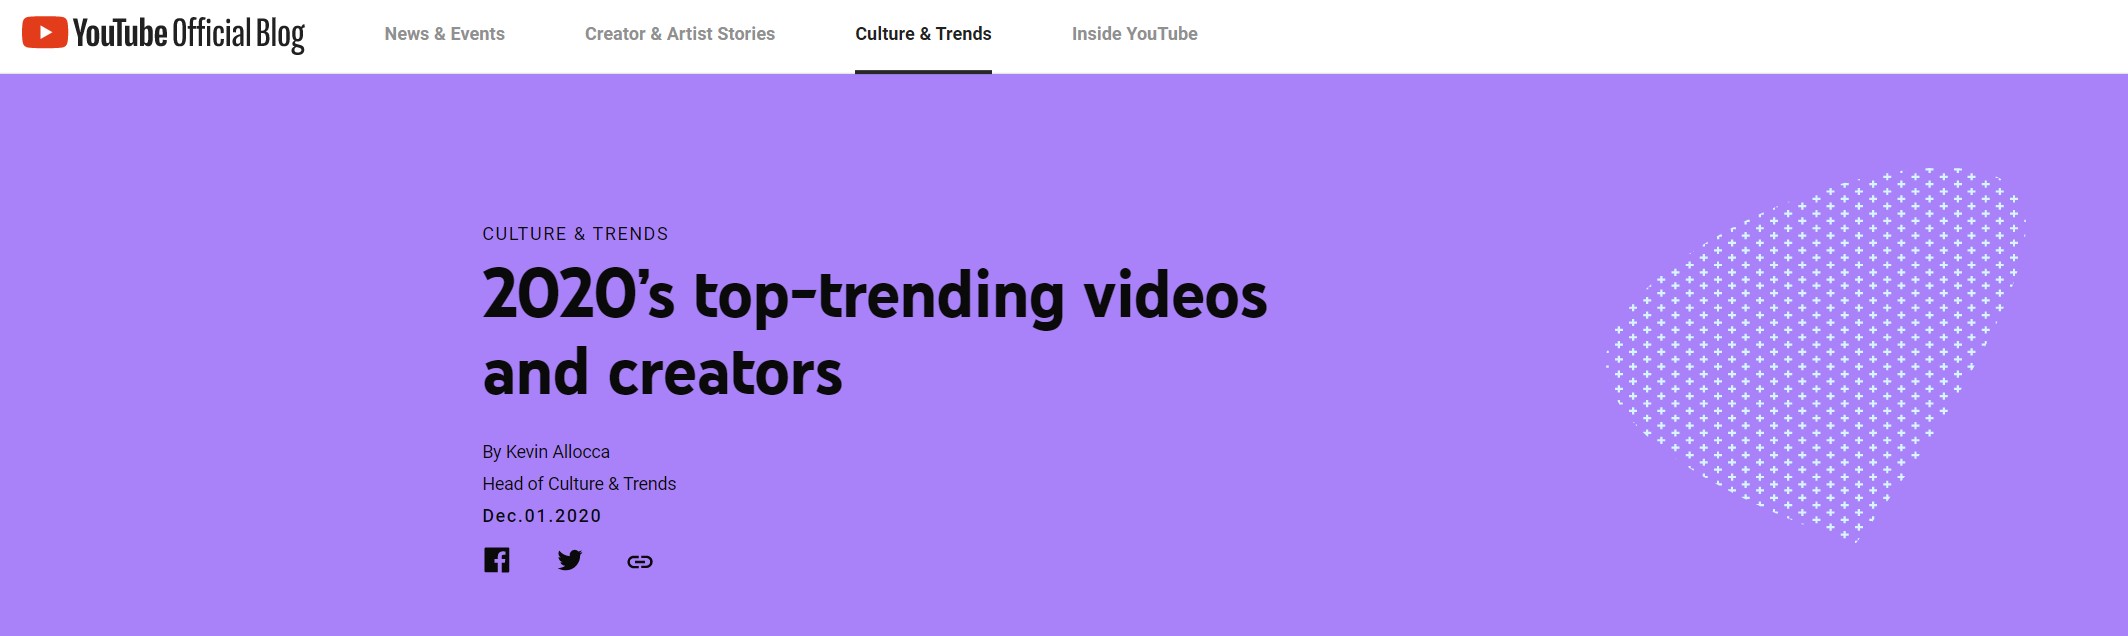 YouTube Official Blog
News & Events
Creator & Artist Stories
Culture & Trends
Inside YouTube
CULTURE & TRENDS
2020’s top-trending videos
and creators
By Kevin Allocca
Head of Culture & Trends
Dec.01.2020